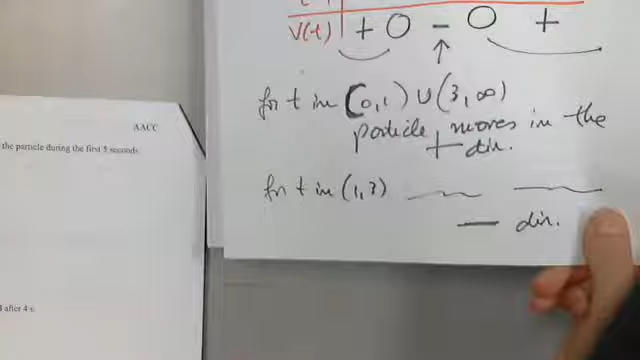 V(t) + 0 - 0 +
for t in [0,1) ∪ (3,∞)
particle moves in the
+ dir.
for t in (1,3)
- dir.
AACC
the particle during the first 5 seconds.
after 4 s.